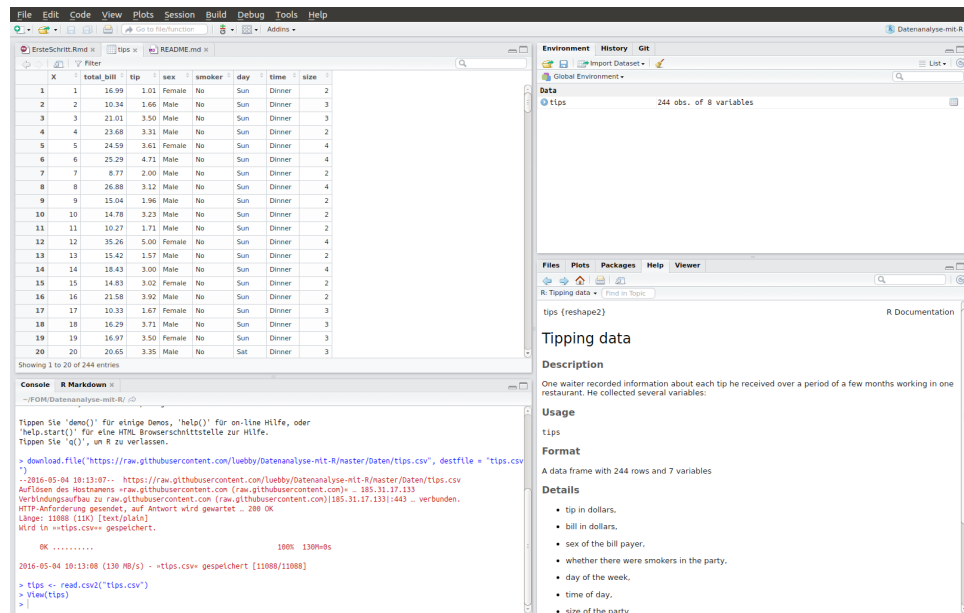 File Edit Code View Plots Session Build Debug Tools Help
Go to file/function Addins Datenanalyse-mit-R
ErsteSchritt.Rmd tips README.md
Filter
X total_bill tip sex smoker day time size
1 1 16.99 1.01 Female No Sun Dinner 2
2 2 10.34 1.66 Male No Sun Dinner 3
3 3 21.01 3.50 Male No Sun Dinner 3
4 4 23.68 3.31 Male No Sun Dinner 2
5 5 24.59 3.61 Female No Sun Dinner 4
6 6 25.29 4.71 Male No Sun Dinner 4
7 7 8.77 2.00 Male No Sun Dinner 2
8 8 26.88 3.12 Male No Sun Dinner 4
9 9 15.04 1.96 Male No Sun Dinner 2
10 10 14.78 3.23 Male No Sun Dinner 2
11 11 10.27 1.71 Male No Sun Dinner 2
12 12 35.26 5.00 Female No Sun Dinner 4
13 13 15.42 1.57 Male No Sun Dinner 2
14 14 18.43 3.00 Male No Sun Dinner 4
15 15 14.83 3.02 Female No Sun Dinner 2
16 16 21.58 3.92 Male No Sun Dinner 2
17 17 10.33 1.67 Female No Sun Dinner 3
18 18 16.29 3.71 Male No Sun Dinner 3
19 19 16.97 3.50 Female No Sun Dinner 3
20 20 20.65 3.35 Male No Sat Dinner 3
Showing 1 to 20 of 244 entries
Console R Markdown
~/FOM/Datenanalyse-mit-R/
Tippen Sie 'demo()' für einige Demos, 'help()' für on-line Hilfe, oder
'help.start()' für eine HTML Browserschnittstelle zur Hilfe.
Tippen Sie 'q()', um R zu verlassen.
> download.file("https://raw.githubusercontent.com/luebby/Datenanalyse-mit-R/master/Daten/tips.csv", destfile = "tips.csv
")
--2016-05-04 10:13:07-- https://raw.githubusercontent.com/luebby/Datenanalyse-mit-R/master/Daten/tips.csv
Auflösen des Hostnamens »raw.githubusercontent.com (raw.githubusercontent.com)« … 185.31.17.133
Verbindungsaufbau zu raw.githubusercontent.com (raw.githubusercontent.com)|185.31.17.133|:443 … verbunden.
HTTP-Anforderung gesendet, auf Antwort wird gewartet … 200 OK
Länge: 11088 (11K) [text/plain]
Wird in »»tips.csv«« gespeichert.
0K .......... 100% 130M=0s
2016-05-04 10:13:08 (130 MB/s) - »tips.csv« gespeichert [11088/11088]
> tips <- read.csv2("tips.csv")
> View(tips)
>
Environment History Git
Import Dataset List
Global Environment
Data
tips 244 obs. of 8 variables
Files Plots Packages Help Viewer
R: Tipping data Find in Topic
tips {reshape2} R Documentation
Tipping data
Description
One waiter recorded information about each tip he received over a period of a few months working in one
restaurant. He collected several variables:
Usage
tips
Format
A data frame with 244 rows and 7 variables
Details
• tip in dollars,
• bill in dollars,
• sex of the bill payer,
• whether there were smokers in the party,
• day of the week,
• time of day,
• size of the party